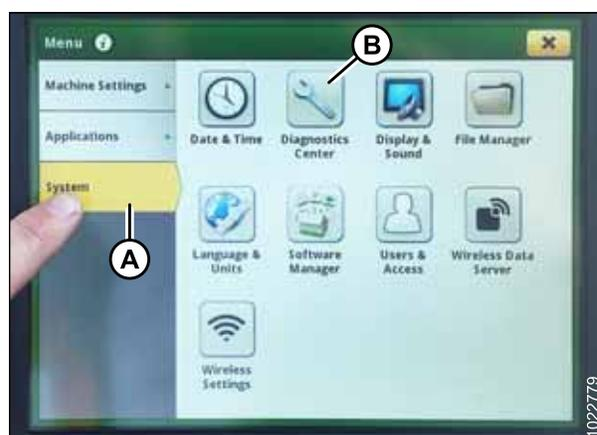 Menu i
B
Machine Settings
Applications
System
A
Date & Time
Diagnostics
Center
Display &
Sound
File Manager
Language &
Units
Software
Manager
Users &
Access
Wireless Data
Server
Wireless
Settings
1022779